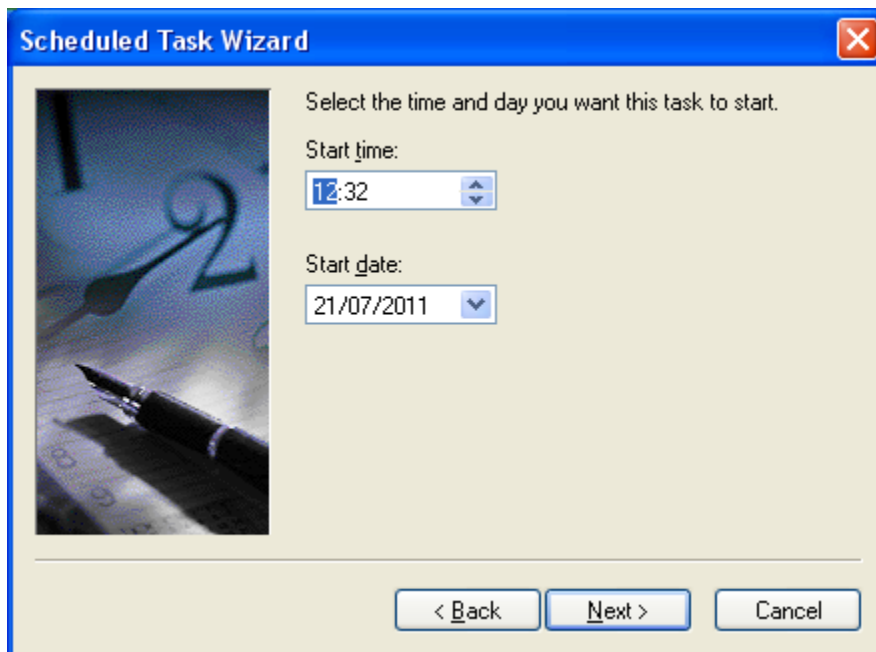 Scheduled Task Wizard
Select the time and day you want this task to start.
Start time:
12:32
Start date:
21/07/2011
< Back
Next >
Cancel